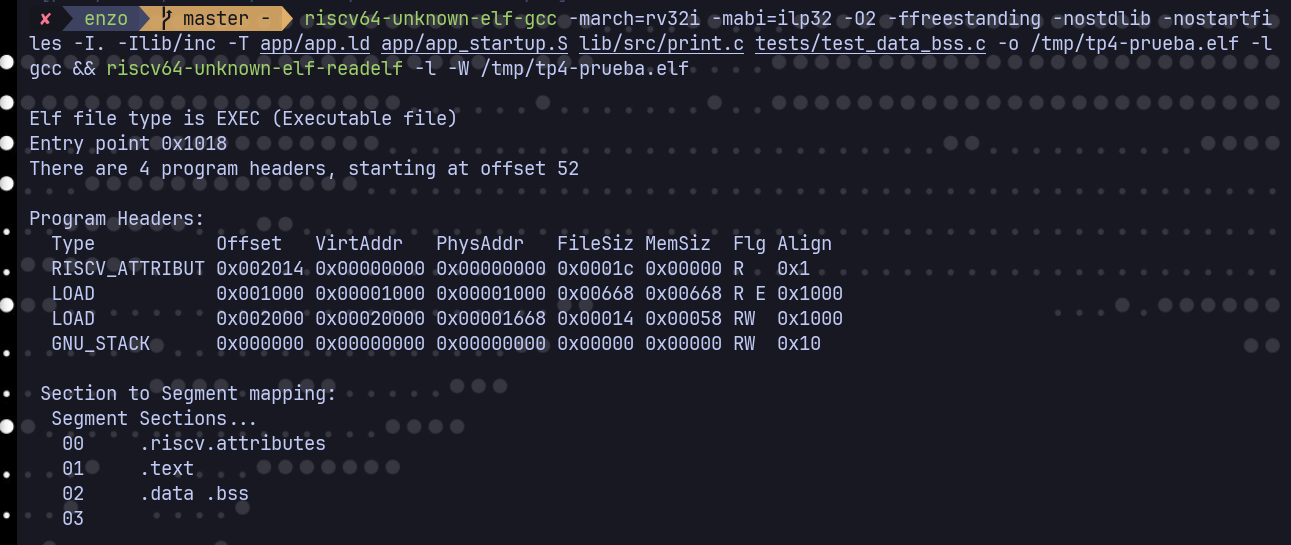 ✘ enzo master - riscv64-unknown-elf-gcc -march=rv32i -mabi=ilp32 -O2 -ffreestanding -nostdlib -nostartfi
les -I. -Ilib/inc -T app/app.ld app/app_startup.S lib/src/print.c tests/test_data_bss.c -o /tmp/tp4-prueba.elf -l
gcc && riscv64-unknown-elf-readelf -l -W /tmp/tp4-prueba.elf
Elf file type is EXEC (Executable file)
Entry point 0x1018
There are 4 program headers, starting at offset 52
Program Headers:
Type Offset VirtAddr PhysAddr FileSiz MemSiz Flg Align
RISCV_ATTRIBUT 0x002014 0x00000000 0x00000000 0x0001c 0x00000 R 0x1
LOAD 0x001000 0x00001000 0x00001000 0x00668 0x00668 R E 0x1000
LOAD 0x002000 0x00020000 0x00001668 0x00014 0x00058 RW 0x1000
GNU_STACK 0x000000 0x00000000 0x00000000 0x00000 0x00000 RW 0x10
Section to Segment mapping:
Segment Sections...
00 .riscv.attributes
01 .text
02 .data .bss
03